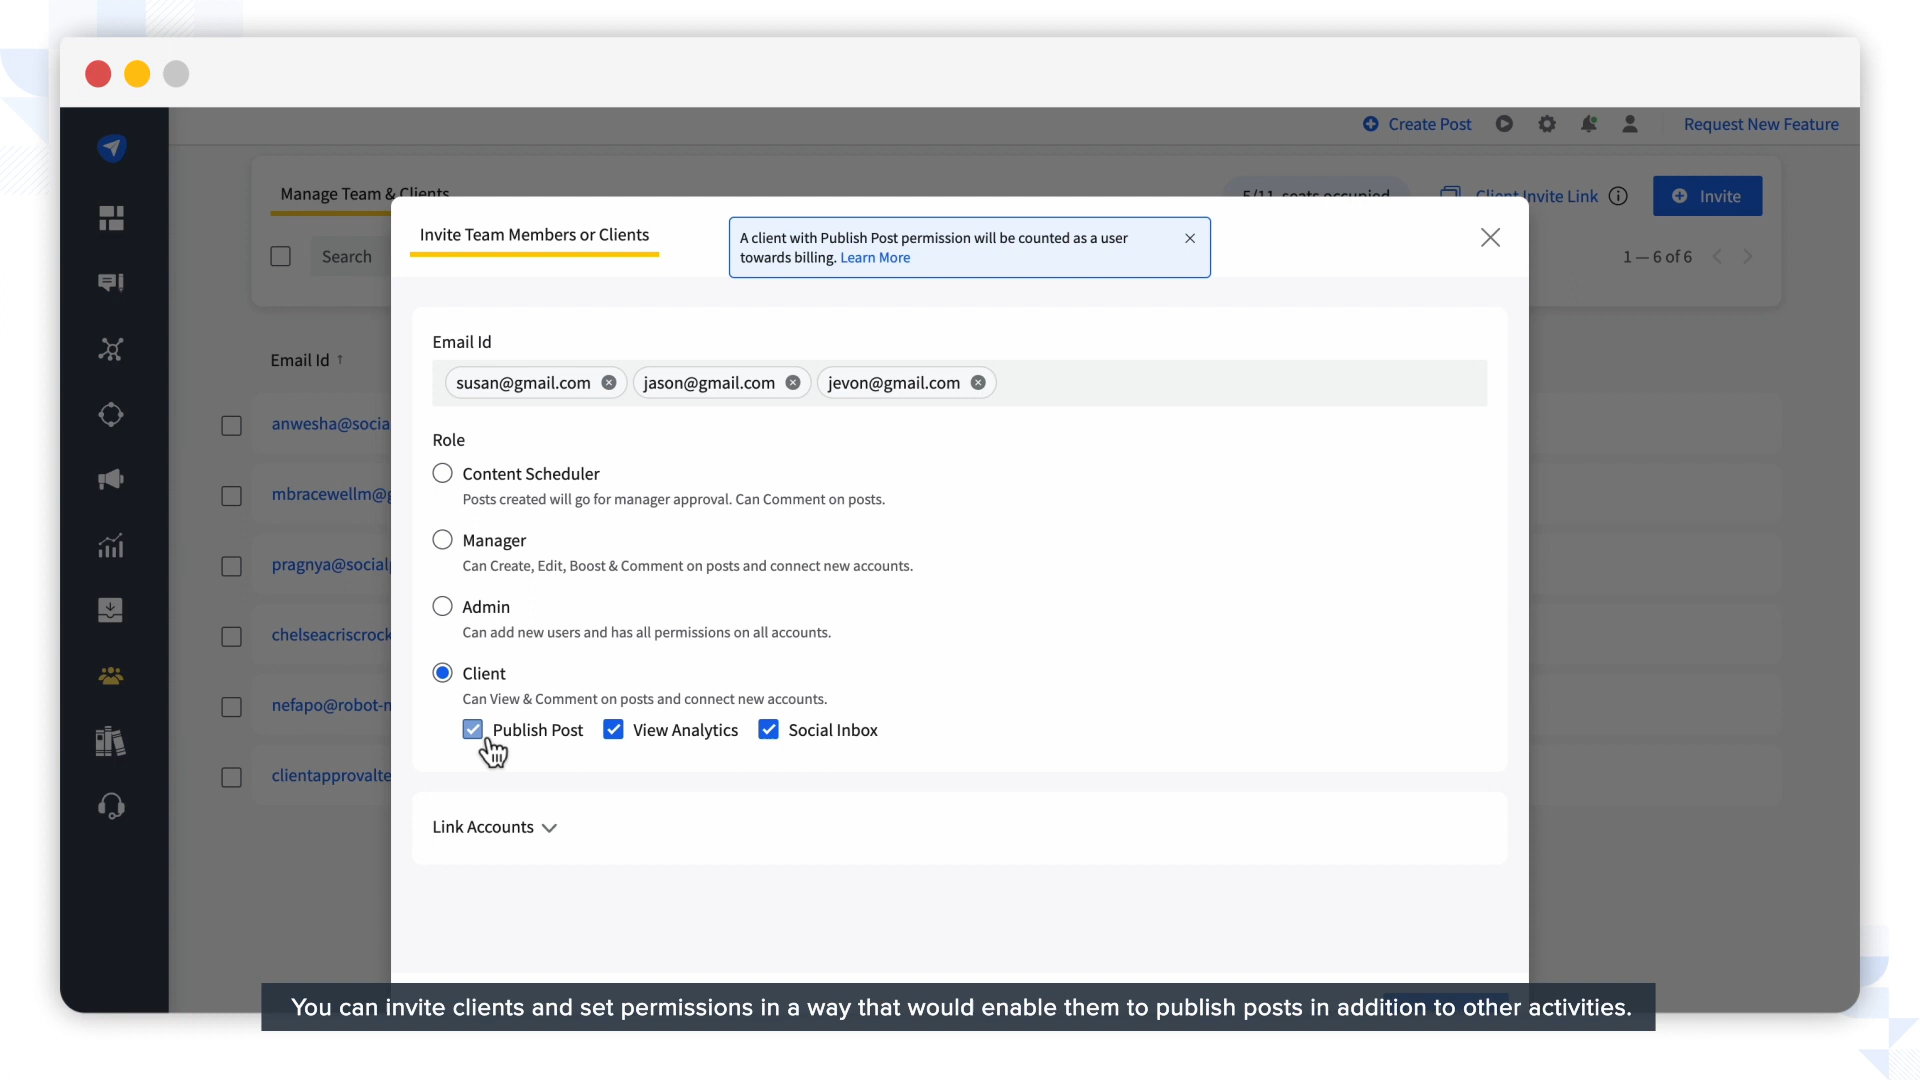 Create Post
Request New Feature
Manage Team & Clients
5/11 seats occupied
Client Invite Link
Invite
Search
1 — 6 of 6
Invite Team Members or Clients
A client with Publish Post permission will be counted as a user
towards billing. Learn More
Email Id ↑
anwesha@socia
mbracewellm@g
pragnya@social
chelseacriscrock
nefapo@robot-
clientapprovalte
Email Id
susan@gmail.com
jason@gmail.com
jevon@gmail.com
Role
Content Scheduler
Posts created will go for manager approval. Can Comment on posts.
Manager
Can Create, Edit, Boost & Comment on posts and connect new accounts.
Admin
Can add new users and has all permissions on all accounts.
Client
Can View & Comment on posts and connect new accounts.
Publish Post
View Analytics
Social Inbox
Link Accounts
You can invite clients and set permissions in a way that would enable them to publish posts in addition to other activities.